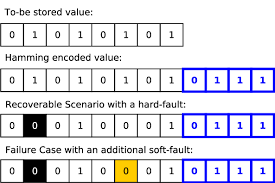 To-be stored value:
0 1 0 1 0 1 0 1
Hamming encoded value:
0 1 0 1 0 1 0 1 0 1 1 1
Recoverable Scenario with a hard-fault:
0 0 0 1 0 1 0 1 0 1 1 1
Failure Case with an additional soft-fault:
0 0 0 1 0 0 0 1 0 1 1 1